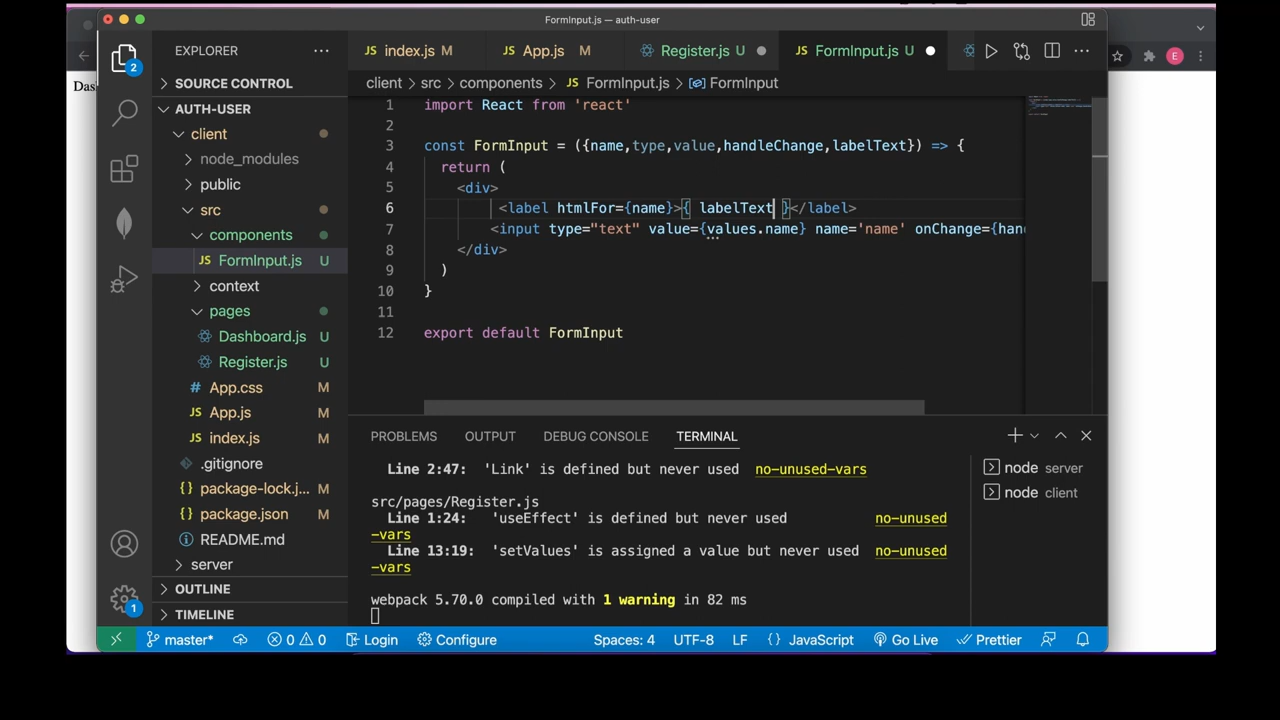 FormInput.js — auth-user
EXPLORER
index.js M
App.js M
Register.js U
FormInput.js U
2
E
SOURCE CONTROL
client > src > components > JS FormInput.js > FormInput
Das
AUTH-USER
client
node_modules
public
src
components
JS FormInput.js U
context
pages
Dashboard.js U
Register.js U
# App.css M
JS App.js M
JS index.js M
.gitignore
{} package-lock.j... M
{} package.json M
README.md
server
OUTLINE
TIMELINE
1
1 import React from 'react'
2
3 const FormInput = ({name,type,value,handleChange,labelText}) => {
4 return (
5 <div>
6 <label htmlFor={name}>{ labelText }</label>
7 <input type="text" value={values.name} name='name' onChange={han
8 </div>
9 )
10 }
11
12 export default FormInput
PROBLEMS OUTPUT DEBUG CONSOLE TERMINAL
Line 2:47: 'Link' is defined but never used no-unused-vars
src/pages/Register.js
Line 1:24: 'useEffect' is defined but never used no-unused
-vars
Line 13:19: 'setValues' is assigned a value but never used no-unused
-vars
webpack 5.70.0 compiled with 1 warning in 82 ms
node server
node client
master* 0 0 Login Configure Spaces: 4 UTF-8 LF {} JavaScript Go Live Prettier